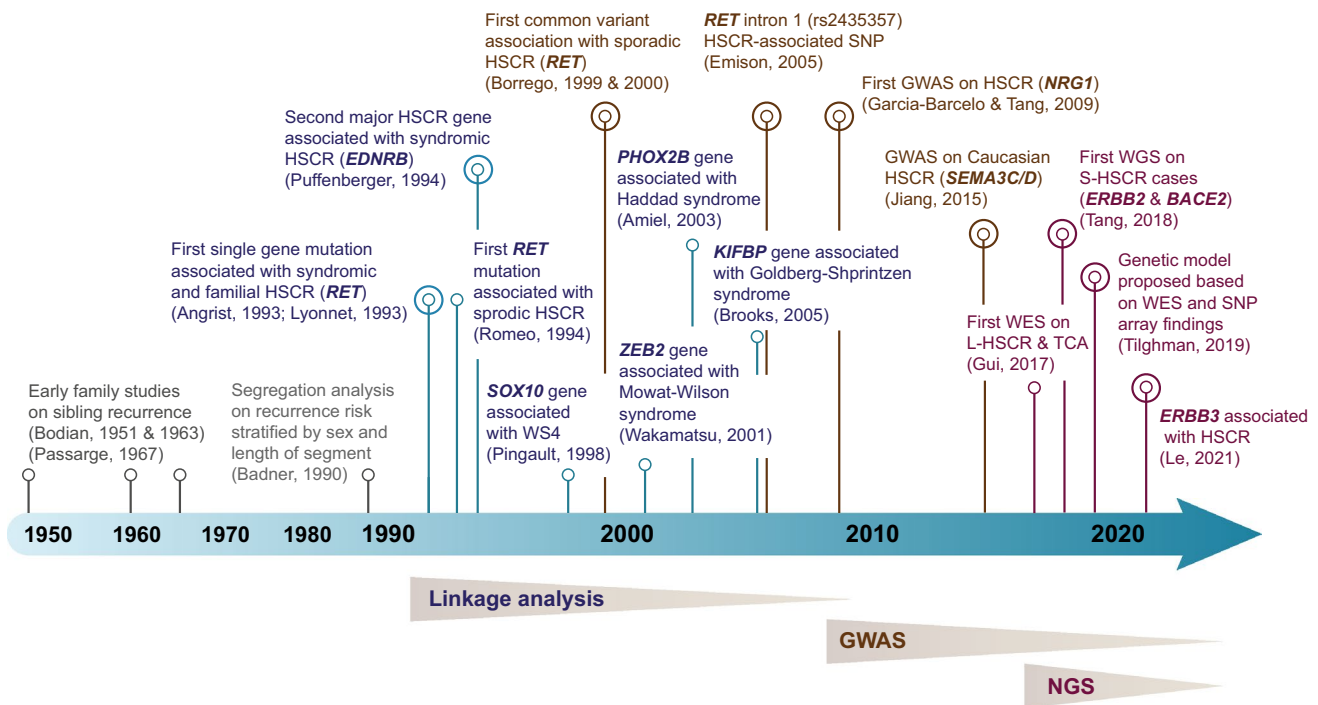 First common variant
association with sporadic
HSCR (RET)
(Borrego, 1999 & 2000)
RET intron 1 (rs2435357)
HSCR-associated SNP
(Emison, 2005)
First GWAS on HSCR (NRG1)
(Garcia-Barcelo & Tang, 2009)
Second major HSCR gene
associated with syndromic
HSCR (EDNRB)
(Puffenberger, 1994)
PHOX2B gene
associated with
Haddad syndrome
(Amiel, 2003)
GWAS on Caucasian
HSCR (SEMA3C/D)
(Jiang, 2015)
First WGS on
S-HSCR cases
(ERBB2 & BACE2)
(Tang, 2018)
First single gene mutation
associated with syndromic
and familial HSCR (RET)
(Angrist, 1993; Lyonnet, 1993)
First RET
mutation
associated with
sprodic HSCR
(Romeo, 1994)
KIFBP gene associated
with Goldberg-Shprintzen
syndrome
(Brooks, 2005)
Genetic model
proposed based
on WES and SNP
array findings
(Tilghman, 2019)
First WES on
L-HSCR & TCA
(Gui, 2017)
ZEB2 gene
associated with
Mowat-Wilson
syndrome
(Wakamatsu, 2001)
Early family studies
on sibling recurrence
(Bodian, 1951 & 1963)
(Passarge, 1967)
Segregation analysis
on recurrence risk
stratified by sex and
length of segment
(Badner, 1990)
SOX10 gene
associated
with WS4
(Pingault, 1998)
ERBB3 associated
with HSCR
(Le, 2021)
1950 1960 1970 1980 1990 2000 2010 2020
Linkage analysis
GWAS
NGS